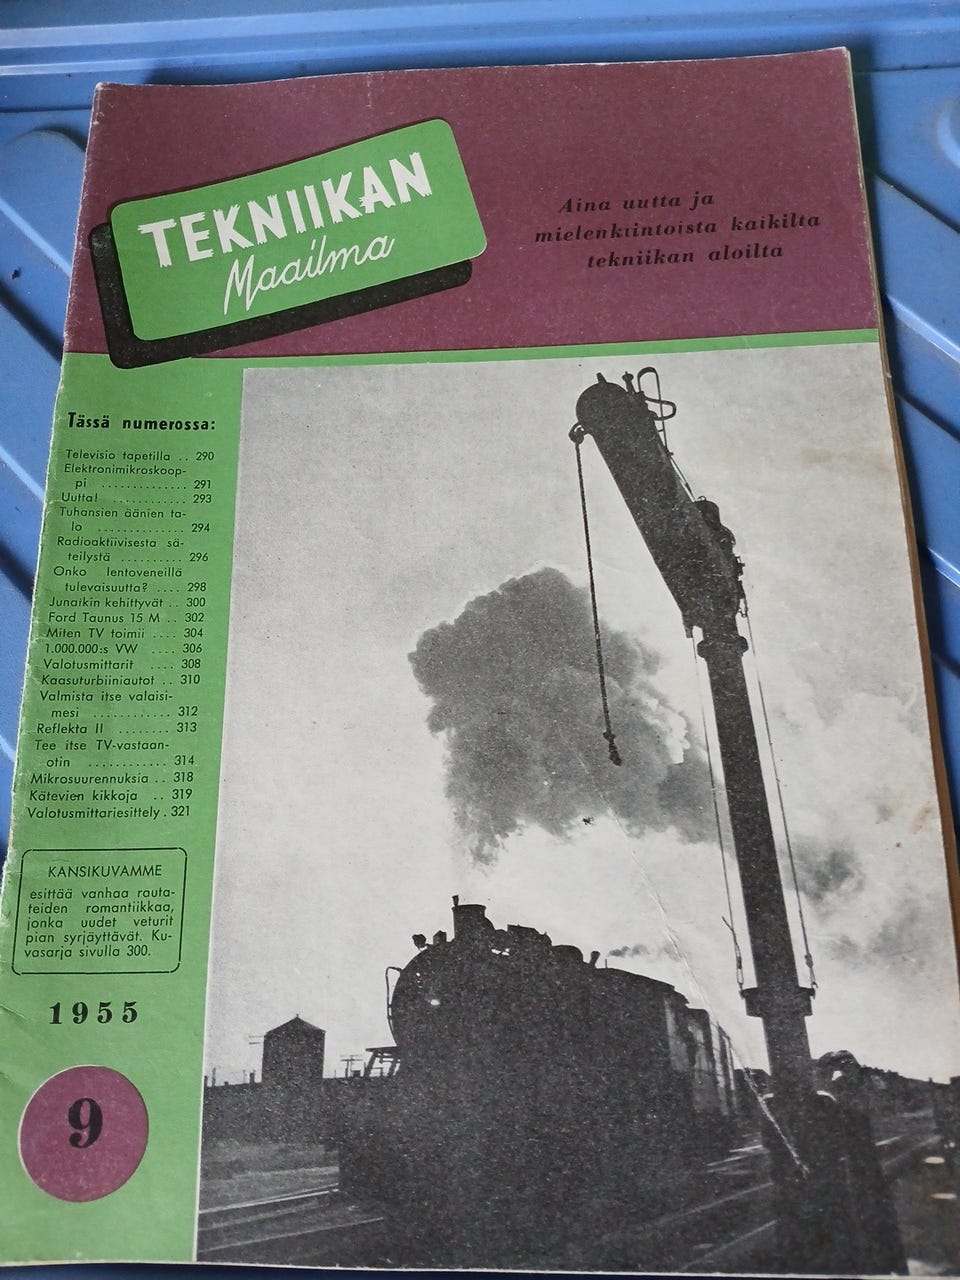 TEKNIIKAN
Maailma
Aina uutta ja
mielenkiintoista kaikilta
tekniikan aloilta
Tässä numerossa:
Televisio tapetilla .. 290
Elektronimikroskoop-
pi .............. 291
Uutta! ............ 293
Tuhansien äänien ta-
lo .............. 294
Radioaktiivisesta sä-
teilystä .......... 296
Onko lentoveneillä
tulevaisuutta? .... 298
Junaikin kehittyvät .. 300
Ford Taunus 15 M .. 302
Miten TV toimii .... 304
1.000.000:s VW .... 306
Valotusmittarit .... 308
Kaasuturbiiniautot .. 310
Valmista itse valaisi-
mesi ............ 312
Reflekta II ........ 313
Tee itse TV-vastaan-
otin ............ 314
Mikrosuurennuksia .. 318
Kätevien kikkoja .. 319
Valotusmittariesittely . 321
KANSIKUVAMME
esittää vanhaa rauta-
teiden romantiikkaa,
jonka uudet veturit
pian syrjäyttävät. Ku-
vasarja sivulla 300.
1955
9